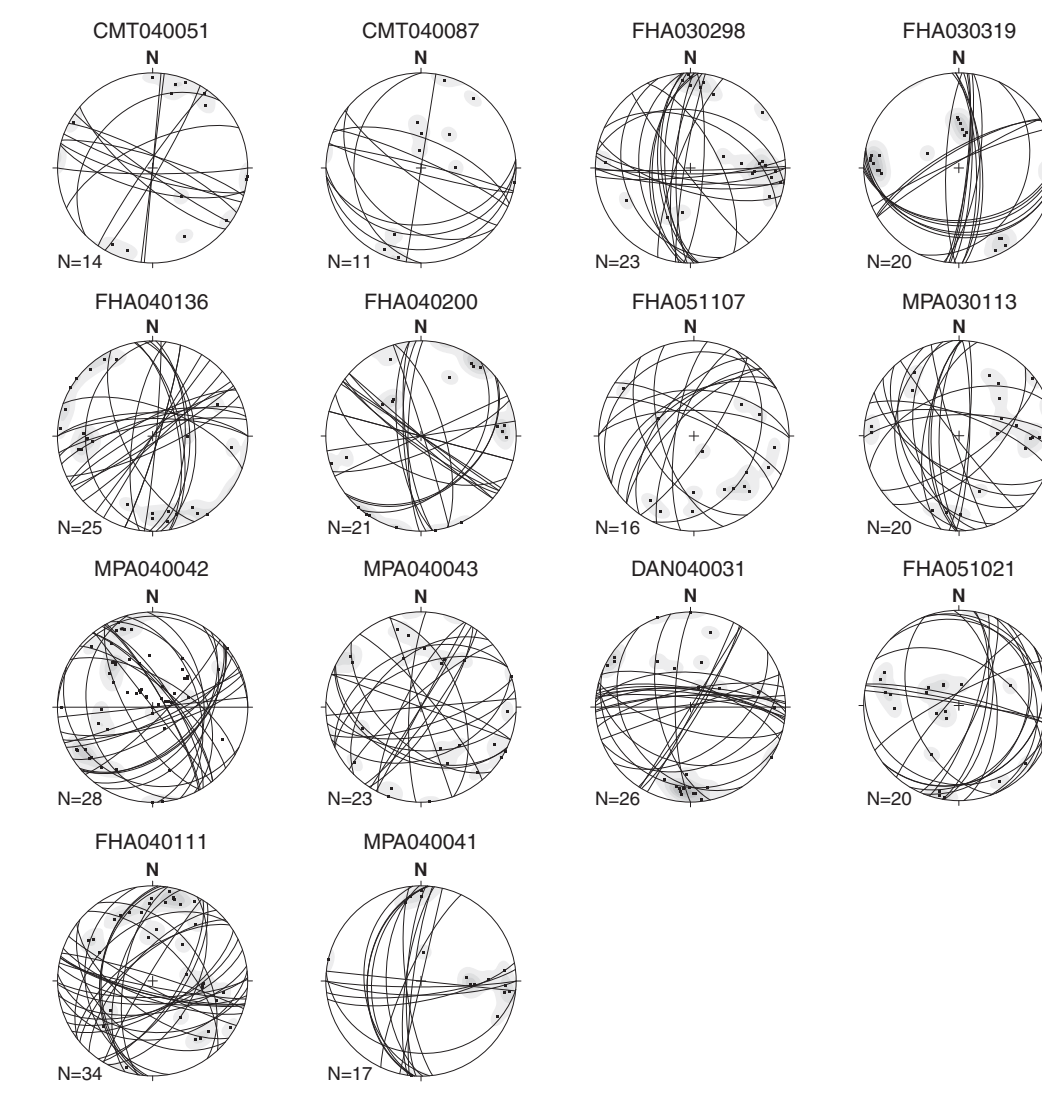 CMT040051 CMT040087 FHA030298 FHA030319
N N N N
N=14 N=11 N=23 N=20
FHA040136 FHA040200 FHA051107 MPA030113
N N N N
N=25 N=21 N=16 N=20
MPA040042 MPA040043 DAN040031 FHA051021
N N N N
N=28 N=23 N=26 N=20
FHA040111 MPA040041
N N
N=34 N=17